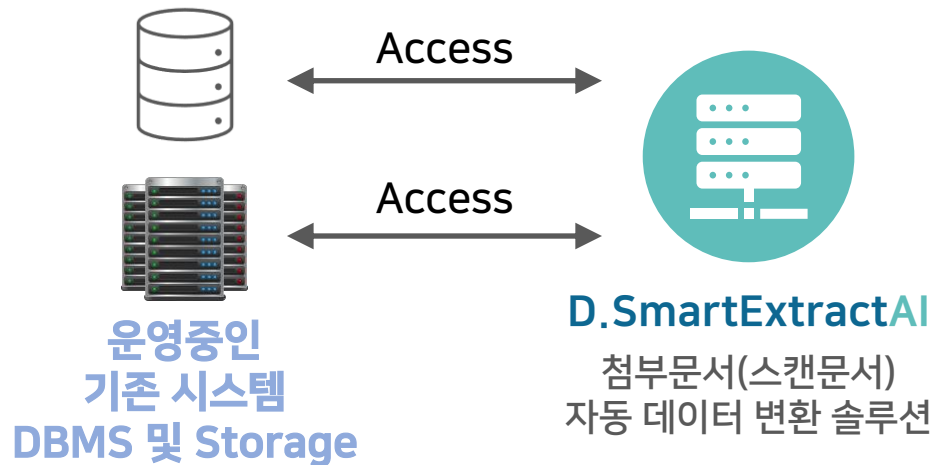 Access
Access
운영중인
기존 시스템
DBMS 및 Storage
D.SmartExtractAI
첨부문서(스캔문서)
자동 데이터 변환 솔루션